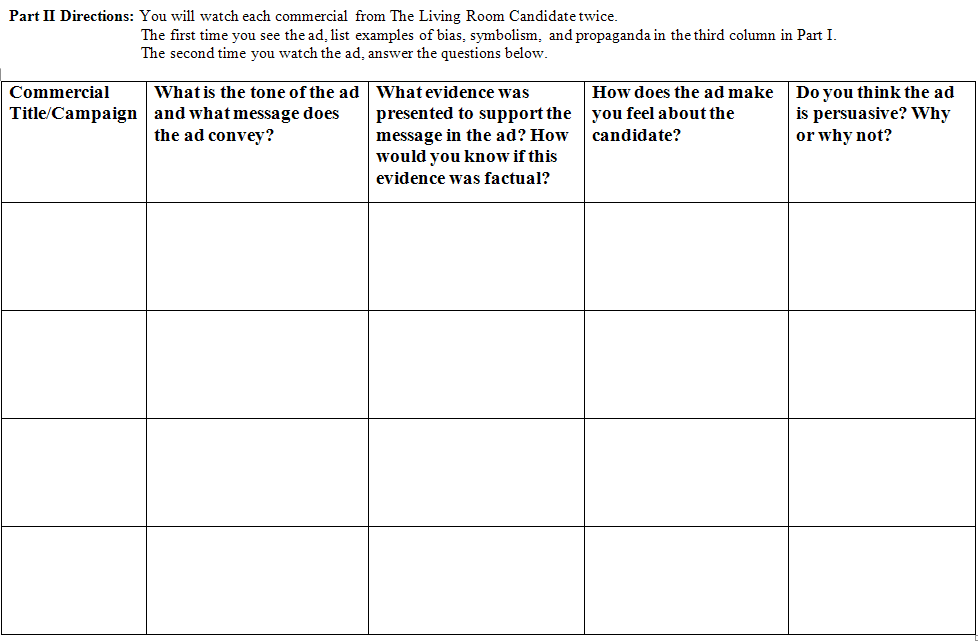 Part II Directions: You will watch each commercial from The Living Room Candidate twice.
The first time you see the ad, list examples of bias, symbolism, and propaganda in the third column in Part I.
The second time you watch the ad, answer the questions below.
Commercial
Title/Campaign
What is the tone of the ad
and what message does
the ad convey?
What evidence was
presented to support the
message in the ad? How
would you know if this
evidence was factual?
How does the ad make
you feel about the
candidate?
Do you think the ad
is persuasive? Why
or why not?